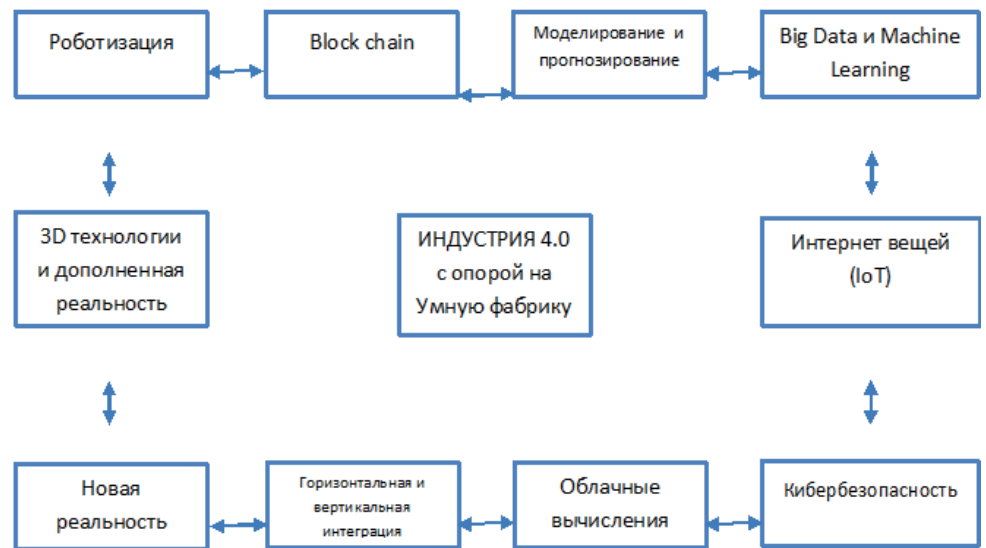 Роботизация
Block chain
Моделирование и
прогнозирование
Big Data и Machine
Learning
3D технологии
и дополненная
реальность
ИНДУСТРИЯ 4.0
с опорой на
Умную фабрику
Интернет вещей
(IoT)
Новая
реальность
Горизонтальная и
вертикальная
интеграция
Облачные
вычисления
Кибербезопасность